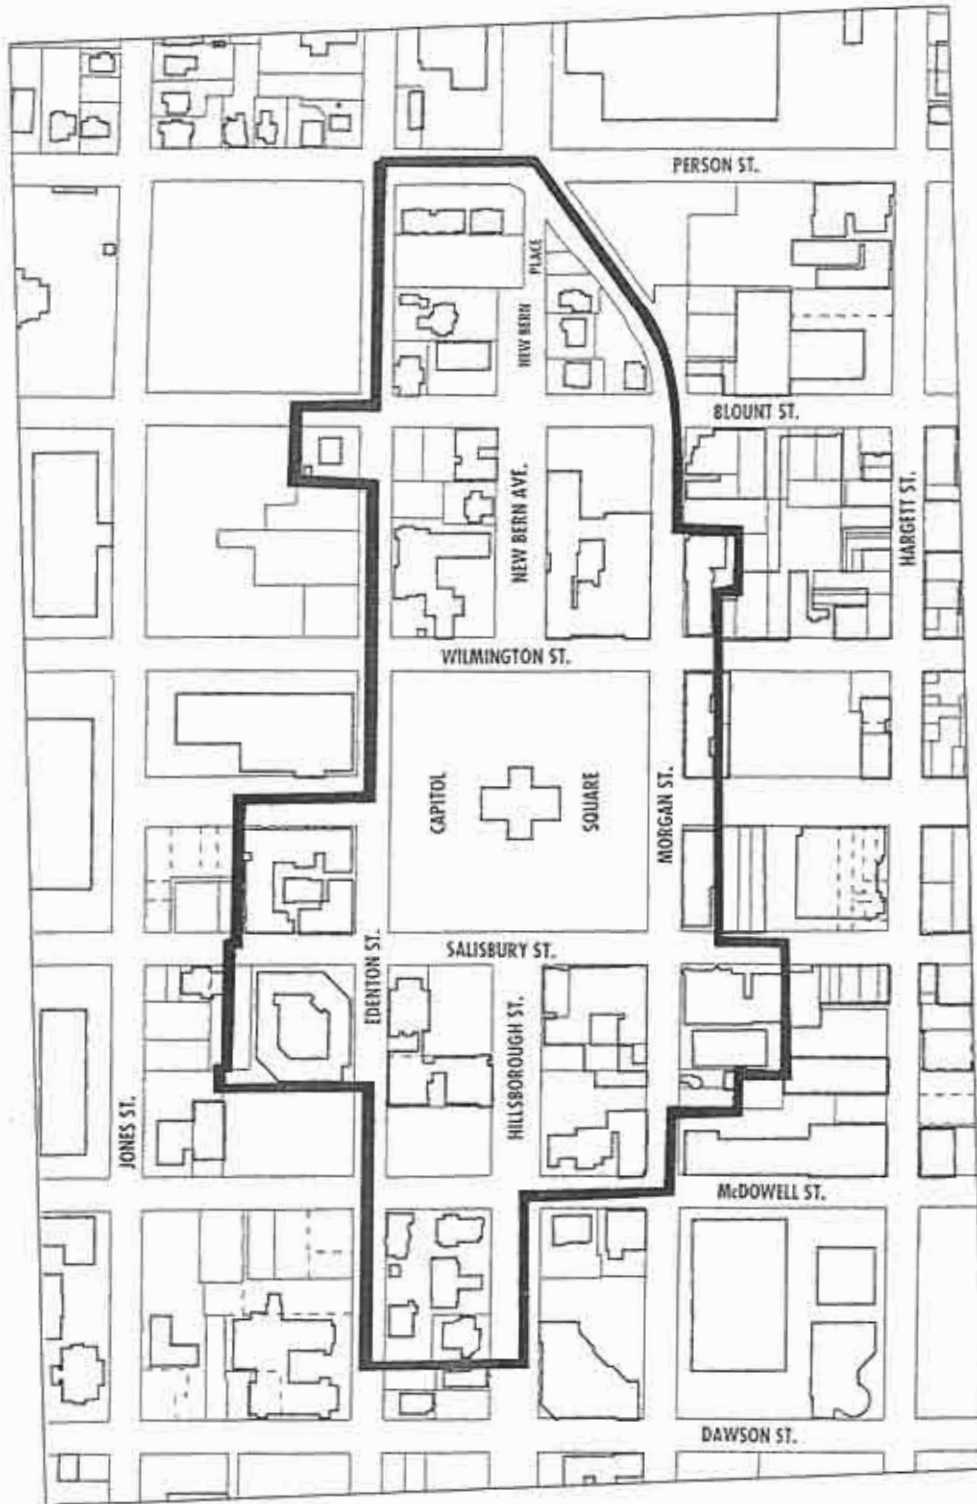 PERSON ST.
NEW BERN
PLACE
BLOUNT ST.
NEW BERN AVE.
HARGETT ST.
WILMINGTON ST.
CAPITOL
SQUARE
MORGAN ST.
SALISBURY ST.
EDENTON ST.
HILLSBOROUGH ST.
JONES ST.
McDOWELL ST.
DAWSON ST.